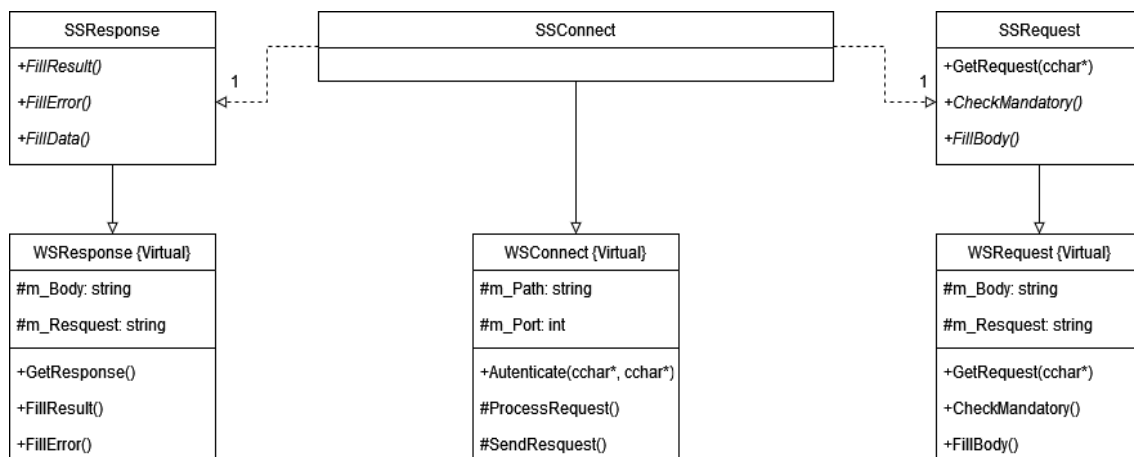 SSResponse
+FillResult()
+FillError()
+FillData()
SSConnect
SSRequest
+GetRequest(cchar*)
+CheckMandatory()
+FillBody()
1
1
WSResponse {Virtual}
#m_Body: string
#m_Resquest: string
+GetResponse()
+FillResult()
+FillError()
WSConnect {Virtual}
#m_Path: string
#m_Port: int
+Autenticate(cchar*, cchar*)
#ProcessRequest()
#SendResquest()
WSRequest {Virtual}
#m_Body: string
#m_Resquest: string
+GetRequest(cchar*)
+CheckMandatory()
+FillBody()